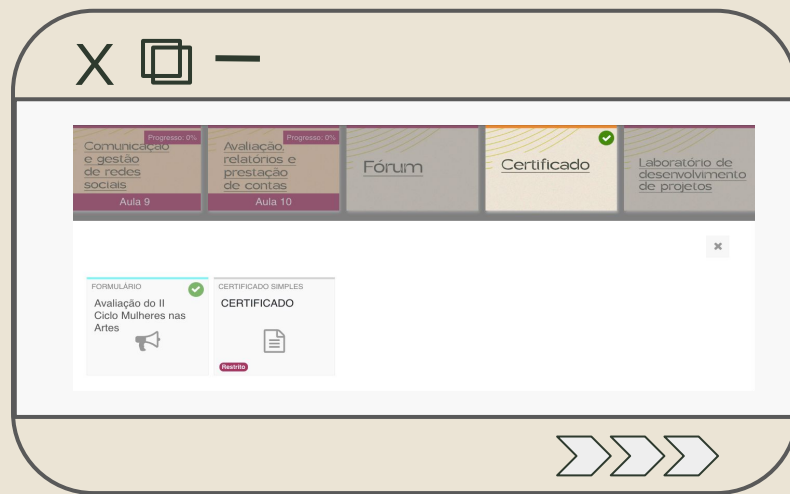 Progresso: 0%
Comunicação
e gestão
de redes
sociais
Aula 9
Progresso: 0%
Avaliação,
relatórios e
prestação
de contas
Aula 10
Fórum
Certificado
Laboratório de
desenvolvimento
de projetos
FORMULÁRIO
Avaliação do II
Ciclo Mulheres nas
Artes
CERTIFICADO SIMPLES
CERTIFICADO
Restrito